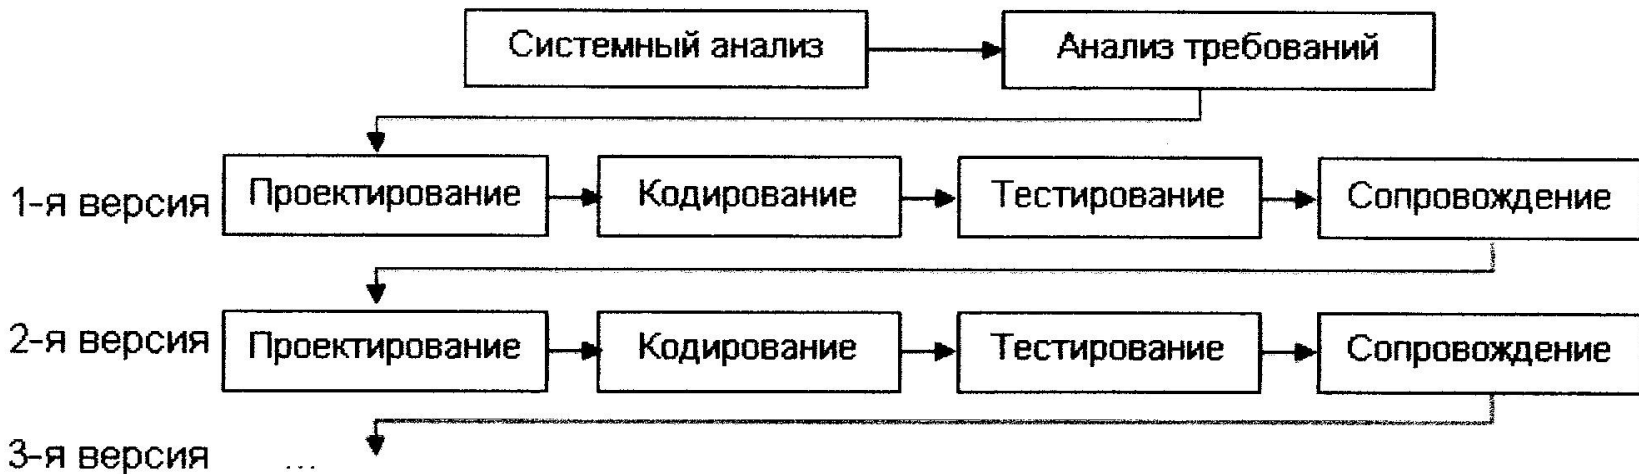 Системный анализ Анализ требований
1-я версия Проектирование Кодирование Тестирование Сопровождение
2-я версия Проектирование Кодирование Тестирование Сопровождение
3-я версия ...